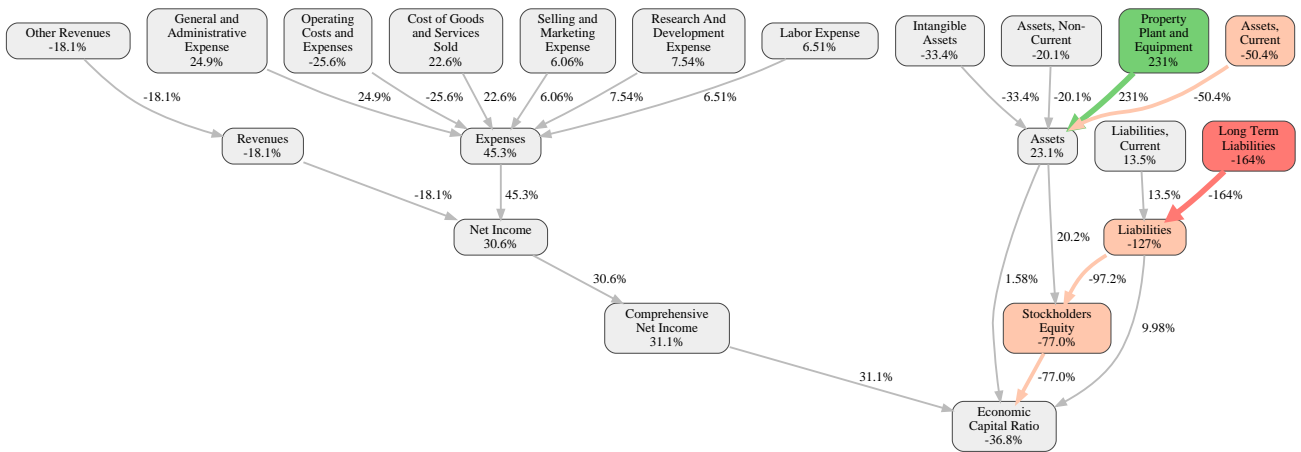 Other Revenues
-18.1%
General and
Administrative
Expense
24.9%
Operating
Costs and
Expenses
-25.6%
Cost of Goods
and Services
Sold
22.6%
Selling and
Marketing
Expense
6.06%
Research And
Development
Expense
7.54%
Labor Expense
6.51%
Intangible
Assets
-33.4%
Assets, Non-
Current
-20.1%
Property
Plant and
Equipment
231%
Assets,
Current
-50.4%
-18.1%
24.9%
-25.6%
22.6%
6.06%
7.54%
6.51%
-33.4%
-20.1%
231%
-50.4%
Revenues
-18.1%
Expenses
45.3%
Assets
23.1%
Liabilities,
Current
13.5%
Long Term
Liabilities
-164%
-18.1%
45.3%
13.5%
-164%
Net Income
30.6%
20.2%
Liabilities
-127%
30.6%
1.58%
-97.2%
Comprehensive
Net Income
31.1%
Stockholders
Equity
-77.0%
9.98%
31.1%
-77.0%
Economic
Capital Ratio
-36.8%